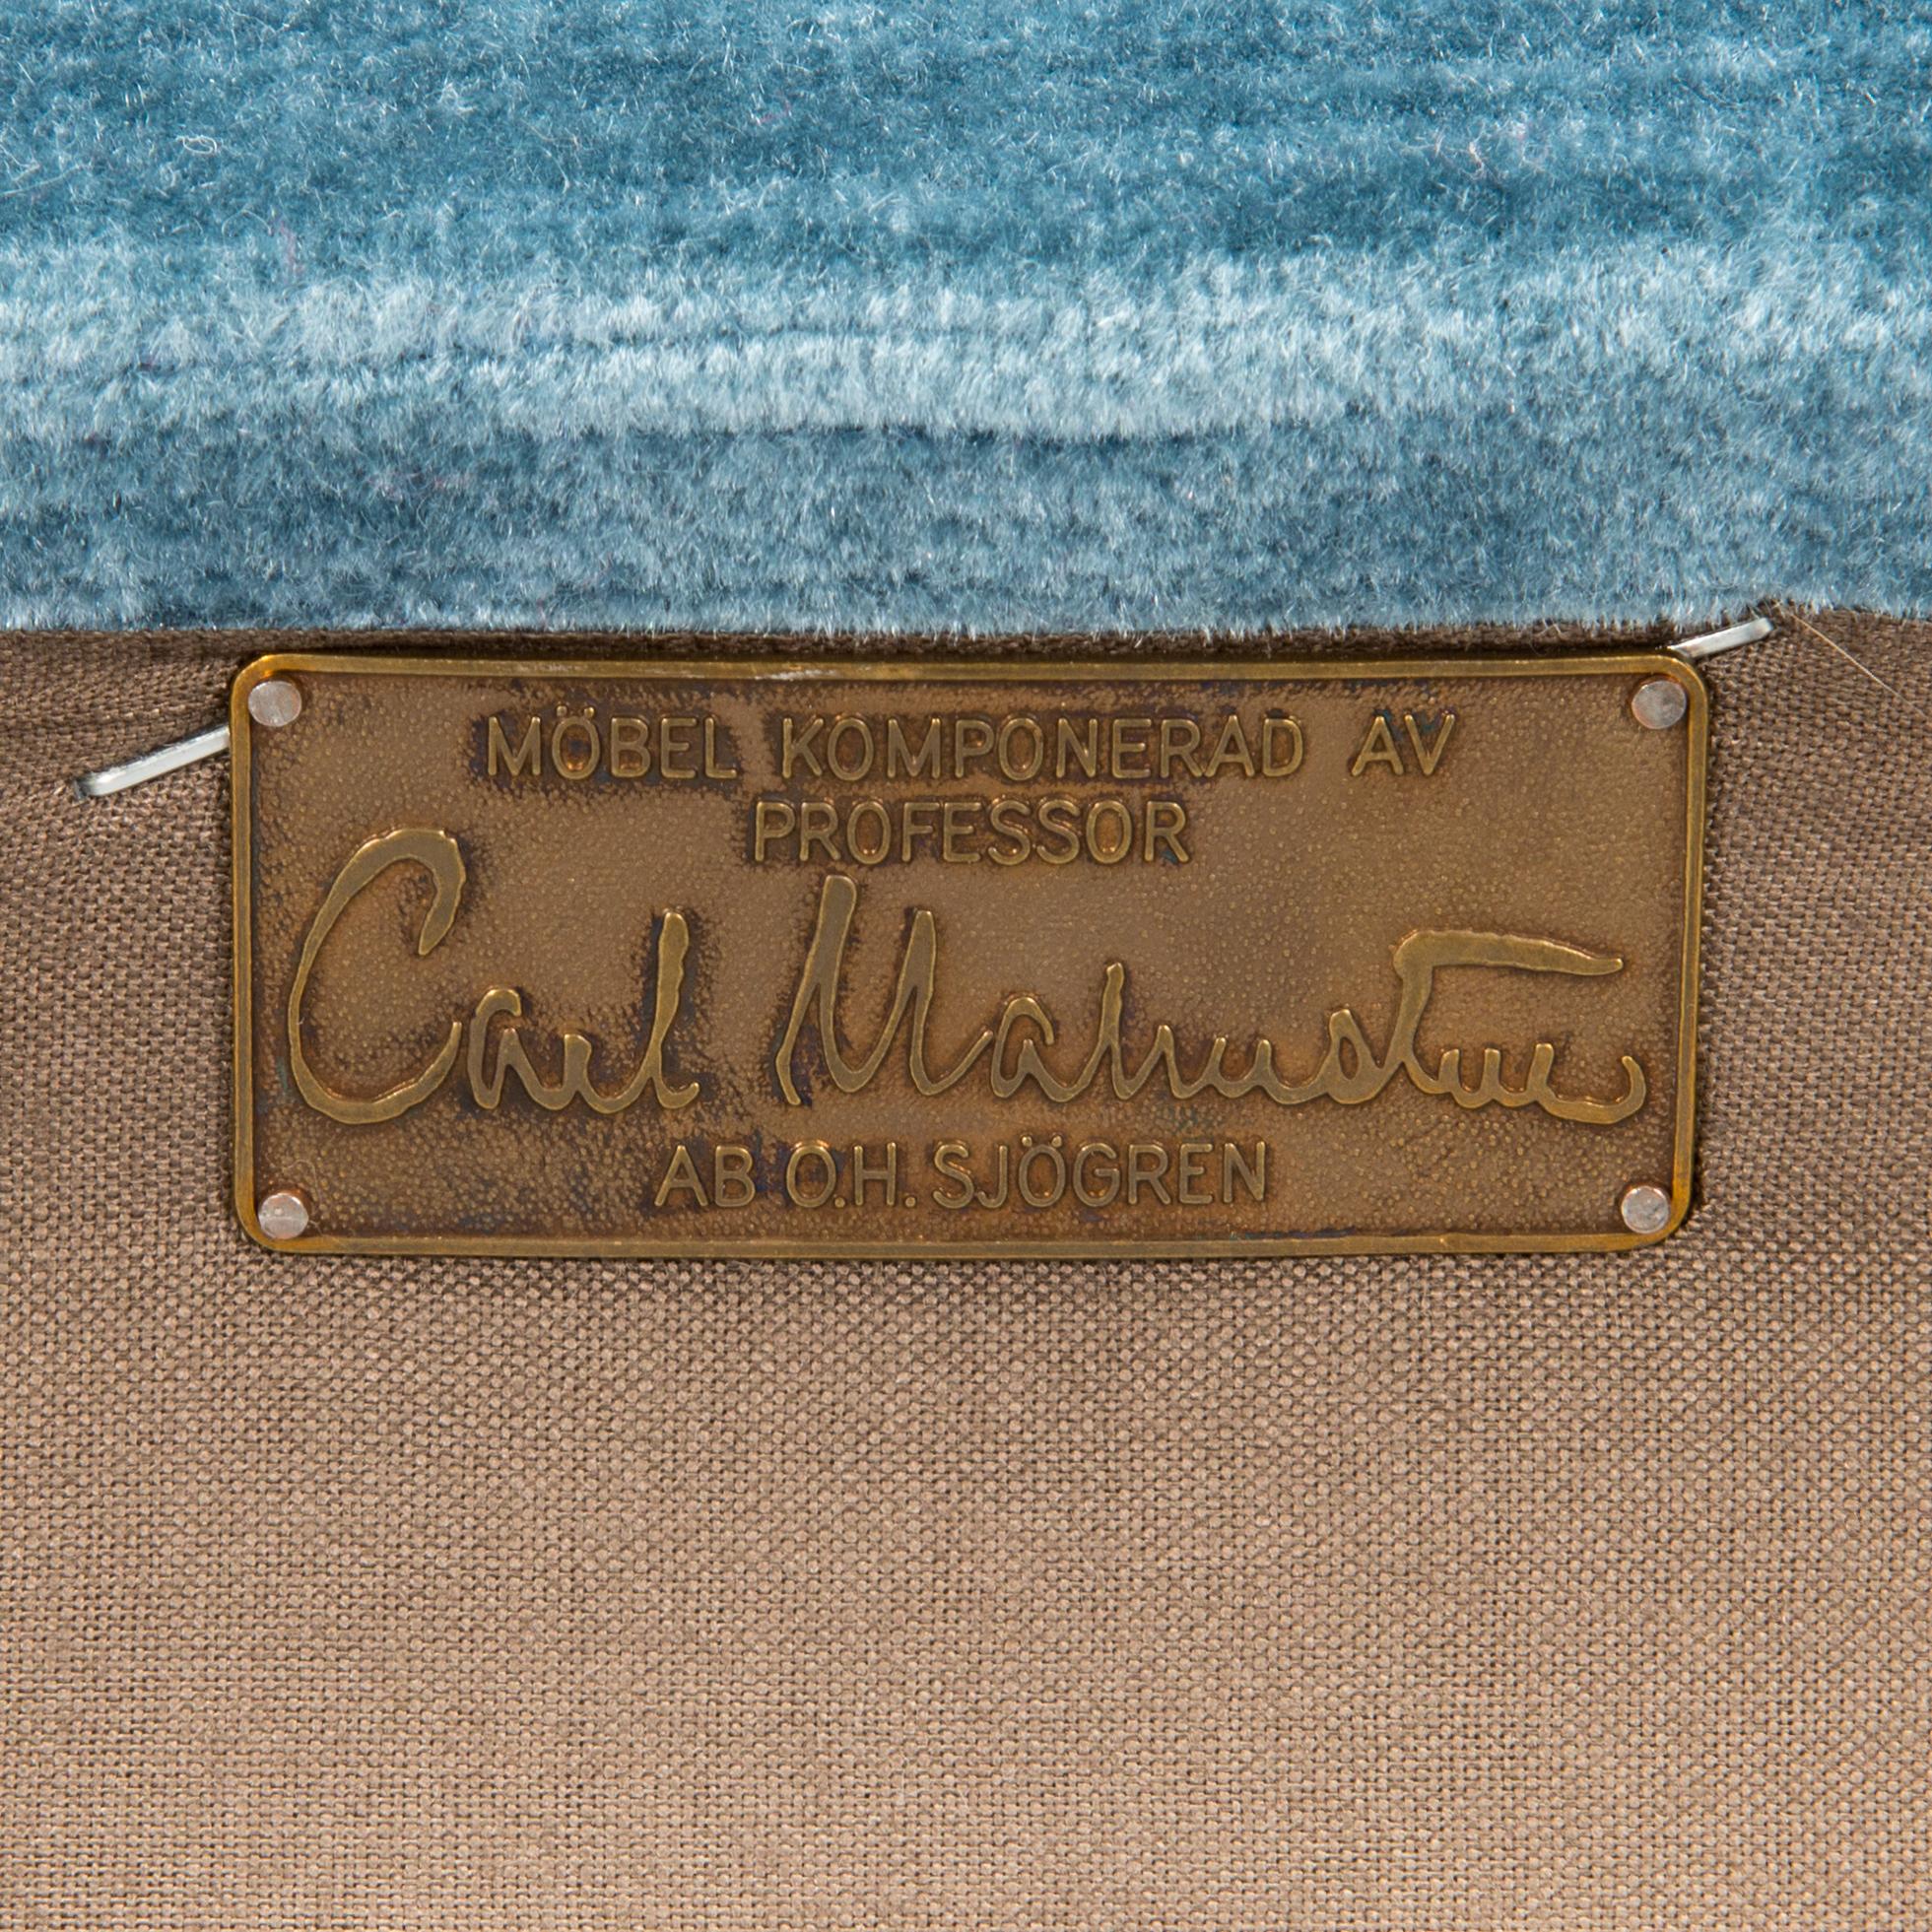 MÖBEL KOMPONERAD AV
PROFESSOR
Carl Malmsten
AB O.H. SJÖGREN